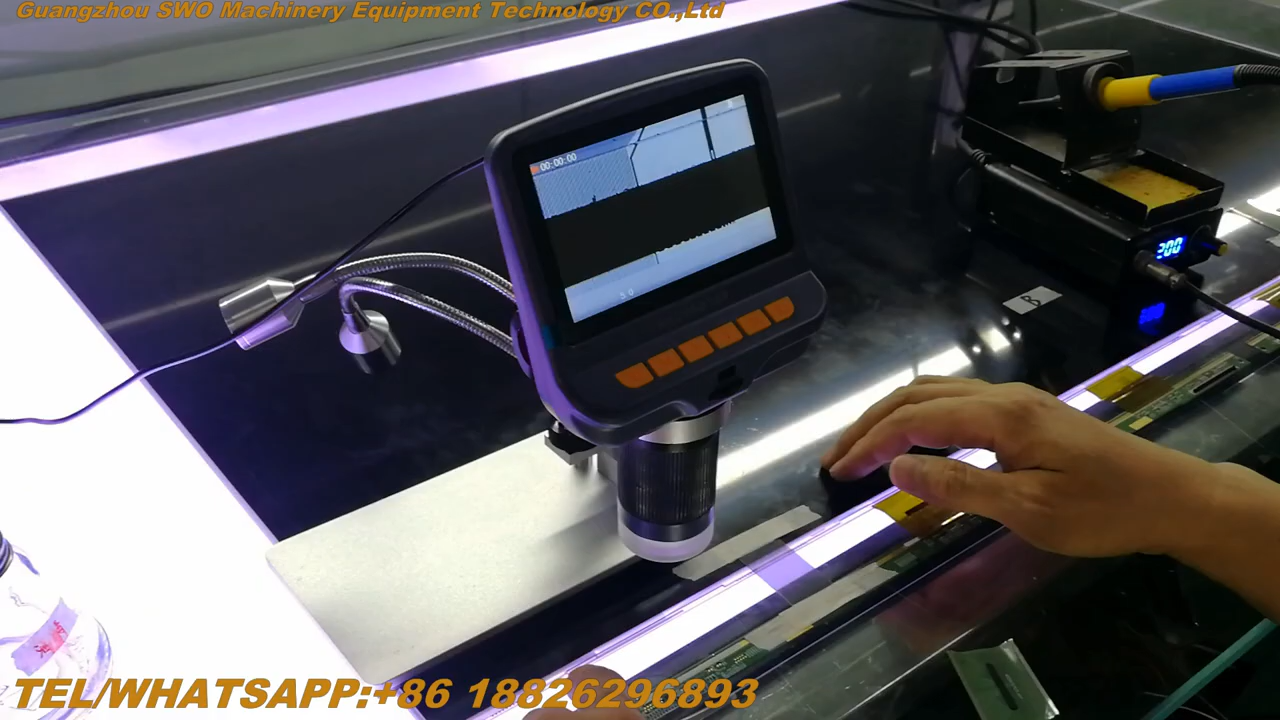 Guangzhou SWO Machinery Equipment Technology CO.,Ltd
00:00:00
200
B
TEL/WHATSAPP:+86 18826296893